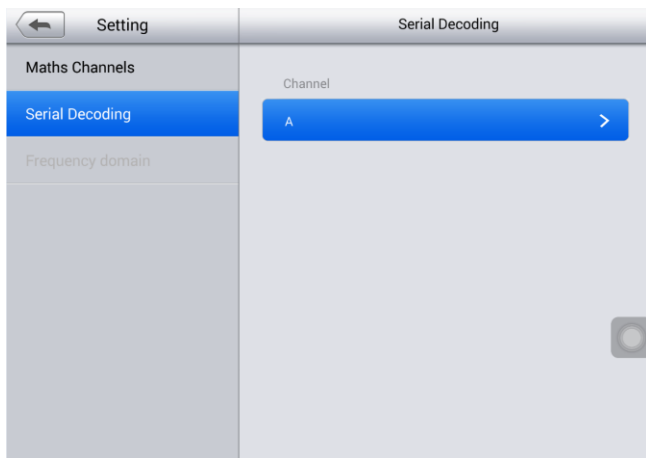 Setting
Serial Decoding
Maths Channels
Serial Decoding
Frequency domain
Channel
A